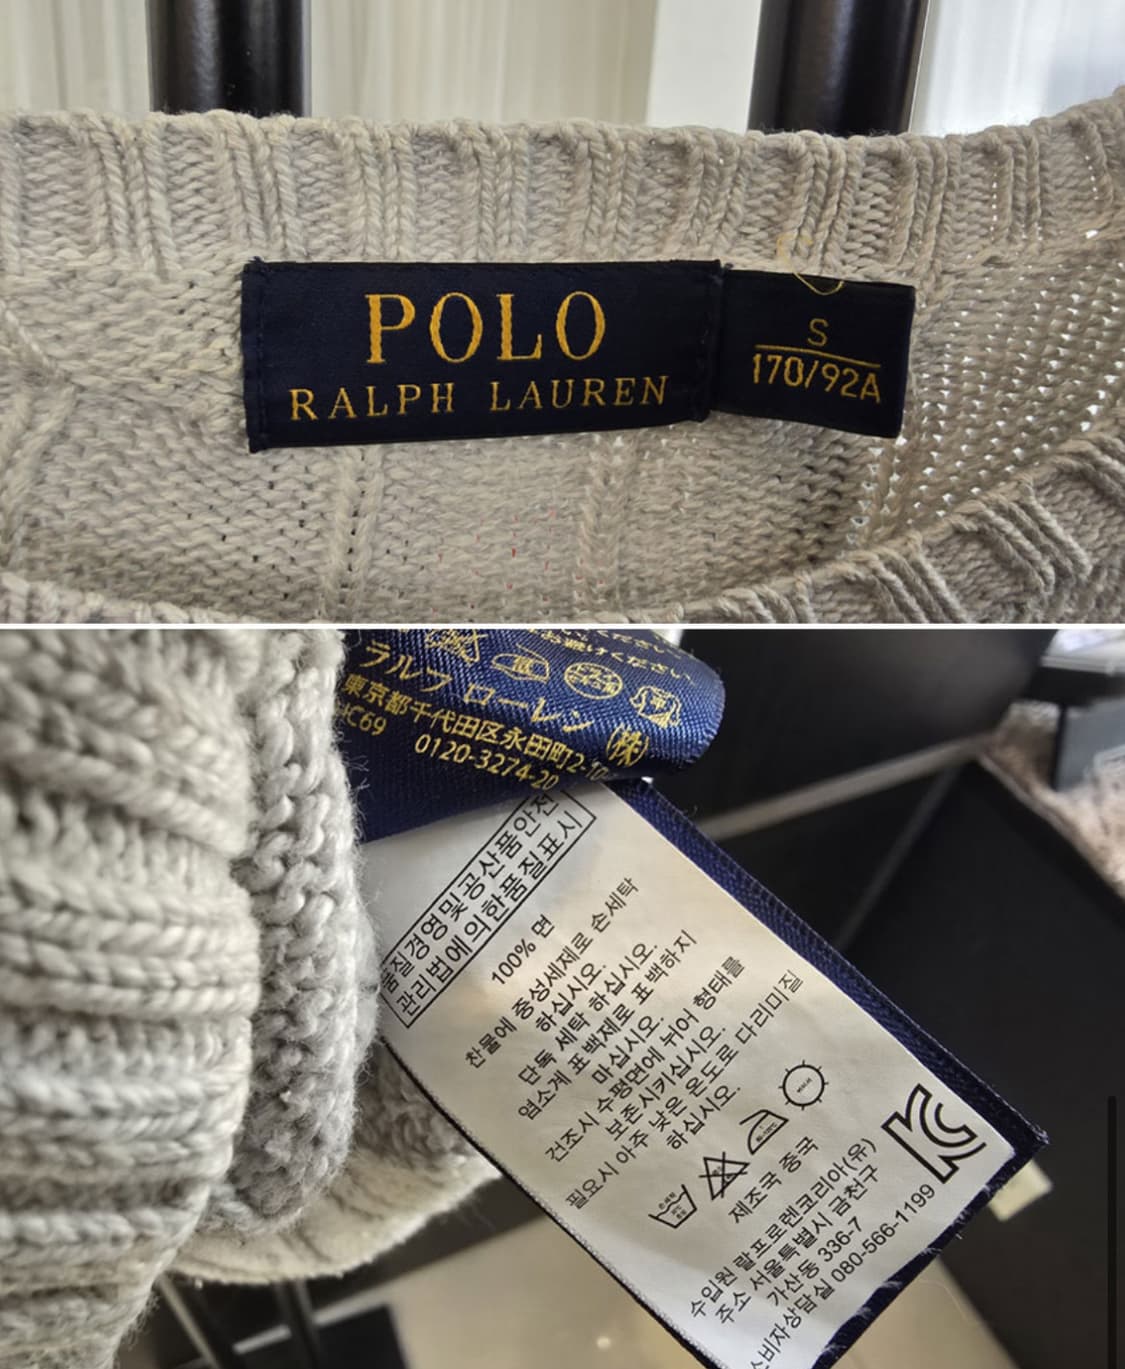 POLO
RALPH LAUREN
S
170/92A
お避けください。
ラルフ ローレン (株)
東京都千代田区永田町2-10
HC69
0120-3274-20
품질경영및공산품안전
관리법에의한품질표시
100% 면
찬물에 중성세제로 손세탁
하십시오.
단독 세탁 하십시오.
염소계 표백제로 표백하지
마십시오.
건조시 수평면에 뉘어 형태를
보존시키십시오.
필요시 아주 낮은 온도로 다리미질
하십시오.
제조국 중국
수입원 랄프로렌코리아(유)
주소 서울특별시 금천구
가산동 336-7
소비자상담실 080-566-1199